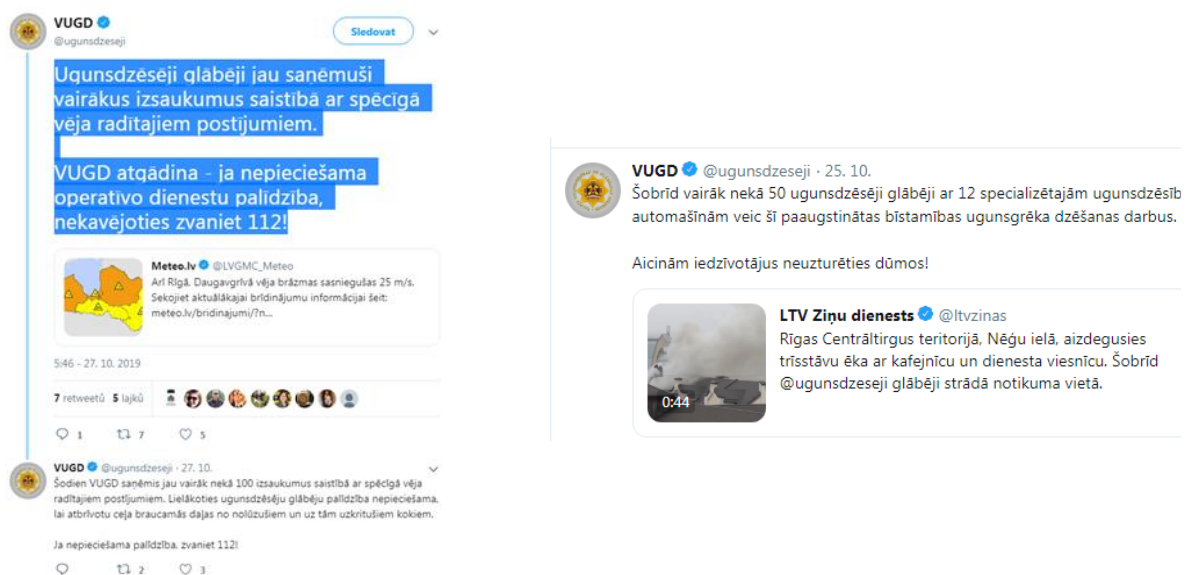 VUGD
@ugunsdzeseji
Sledovat
Ugunsdzēsēji glābēji jau saņēmuši
vairākus izsaukumus saistībā ar spēcīgā
vēja radītajiem postījumiem.
VUGD atgādina - ja nepieciešama
operatīvo dienestu palīdzība,
nekavējoties zvaniet 112!
Meteo.lv @LVGMC_Meteo
Arī Rīgā, Daugavgrīvā vēja brāzmas sasniegušas 25 m/s.
Sekojiet aktuālākajai brīdinājumu informācijai šeit:
meteo.lv/bridinajumi/?n...
5:46 - 27. 10. 2019
7 retweetů 5 lajků
1 7 5
VUGD @ugunsdzeseji · 27. 10.
Šodien VUGD saņēmis jau vairāk nekā 100 izsaukumus saistībā ar spēcīgā vēja
radītajiem postījumiem. Lielākoties ugunsdzēsēju glābēju palīdzība nepieciešama,
lai atbrīvotu ceļa braucamās daļas no nolūzušiem un uz tām uzkritušiem kokiem.
Ja nepieciešama palīdzība, zvaniet 112!
2 3
VUGD @ugunsdzeseji · 25. 10.
Šobrīd vairāk nekā 50 ugunsdzēsēji glābēji ar 12 specializētajām ugunsdzēsīb
automašīnām veic šī paaugstinātas bīstamības ugunsgrēka dzēšanas darbus.
Aicinām iedzīvotājus neuzturēties dūmos!
LTV Ziņu dienests @ltvzinas
Rīgas Centrāltirgus teritorijā, Nēģu ielā, aizdegusies
trīsstāvu ēka ar kafejnīcu un dienesta viesnīcu. Šobrīd
@ugunsdzeseji glābēji strādā notikuma vietā.
0:44